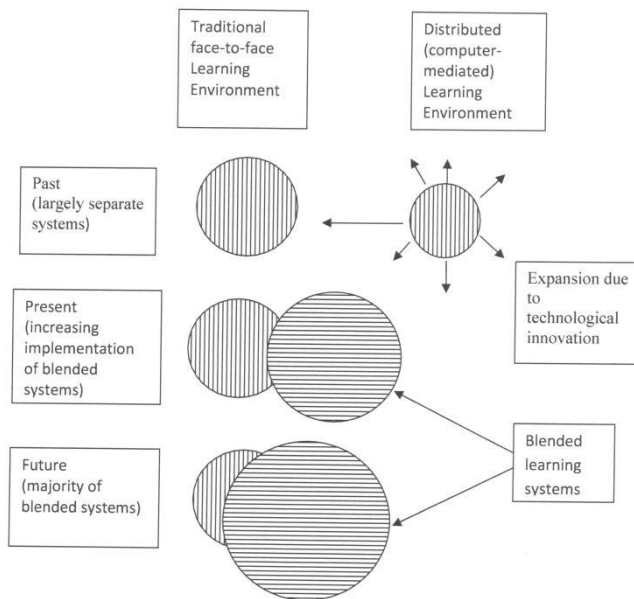 Traditional
face-to-face
Learning
Environment
Distributed
(computer-
mediated)
Learning
Environment
Past
(largely separate
systems)
Expansion due
to
technological
innovation
Present
(increasing
implementation
of blended
systems)
Future
(majority of
blended systems)
Blended
learning
systems